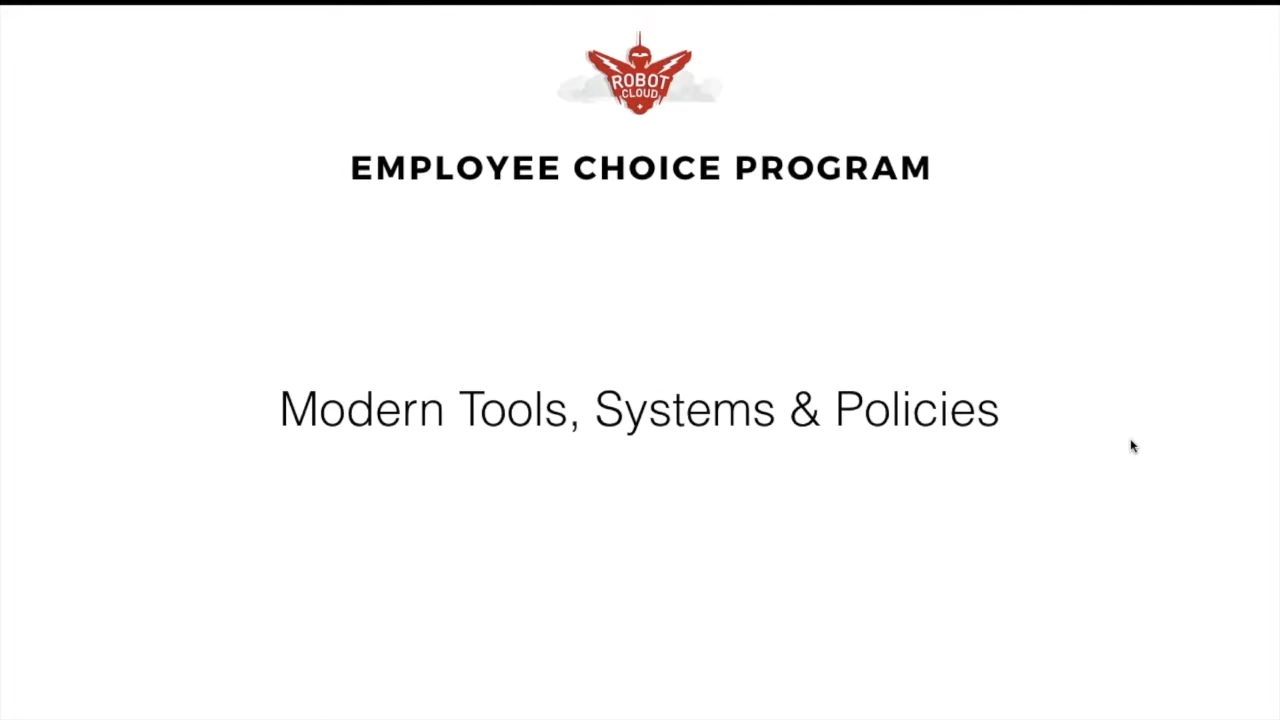 ROBOT
CLOUD
EMPLOYEE CHOICE PROGRAM
Modern Tools, Systems & Policies